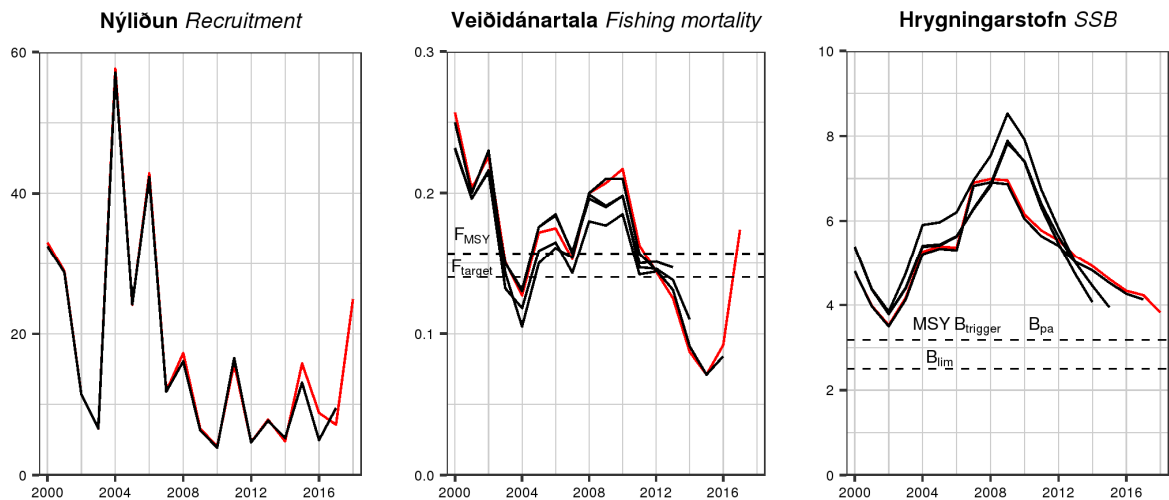 Nýliðun Recruitment
60
40
20
0
2000 2004 2008 2012 2016
Veiðidánartala Fishing mortality
0.3
0.2
0.1
0.0
FMSY
Ftarget
2000 2004 2008 2012 2016
Hrygningarstofn SSB
10
8
6
4
2
0
MSY Btrigger Bpa
Blim
2000 2004 2008 2012 2016